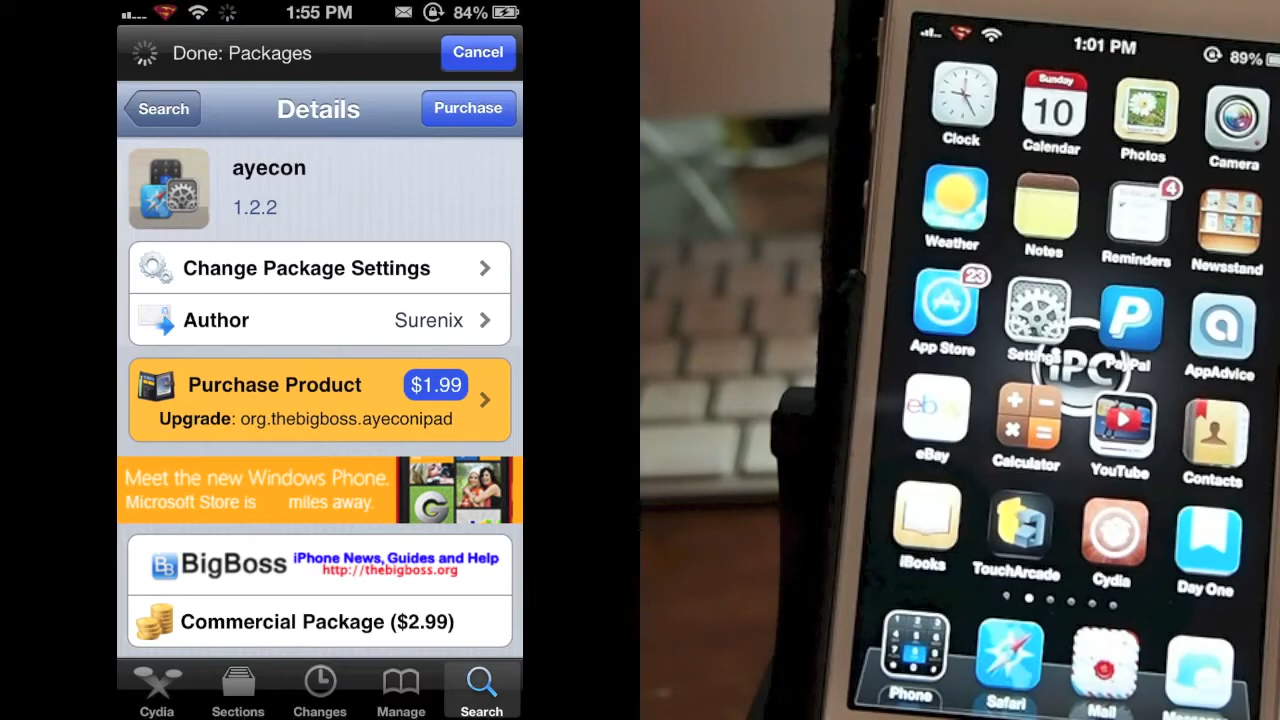 1:55 PM
84%
Done: Packages
Cancel
Search
Details
Purchase
ayecon
1.2.2
Change Package Settings
Author
Surenix
Purchase Product
$1.99
Upgrade: org.thebigboss.ayeconipad
Meet the new Windows Phone.
Microsoft Store is miles away.
BigBoss
iPhone News, Guides and Help
http://thebigboss.org
Commercial Package ($2.99)
Cydia
Sections
Changes
Manage
Search
1:01 PM
89%
Sunday
10
4
Clock
Calendar
Photos
Camera
Weather
Notes
Reminders
Newsstand
23
App Store
Settings
PayPal
AppAdvice
iPC
eBay
Calculator
YouTube
Contacts
iBooks
TouchArcade
Cydia
Day One
Phone
Safari
Mail